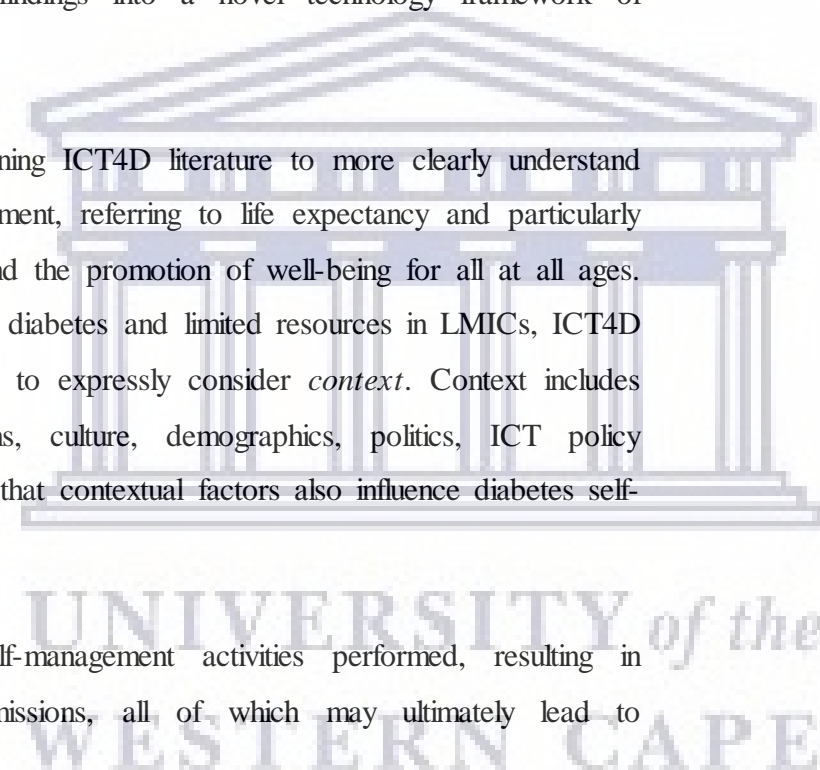 findings into a novel technology framework of
ning ICT4D literature to more clearly understand
ment, referring to life expectancy and particularly
nd the promotion of well-being for all at all ages.
diabetes and limited resources in LMICs, ICT4D
to expressly consider context. Context includes
ns, culture, demographics, politics, ICT policy
that contextual factors also influence diabetes self-
UNIVERSITY of the
lf-management activities performed, resulting in
missions, all of which may ultimately lead to
WESTERN CAPE